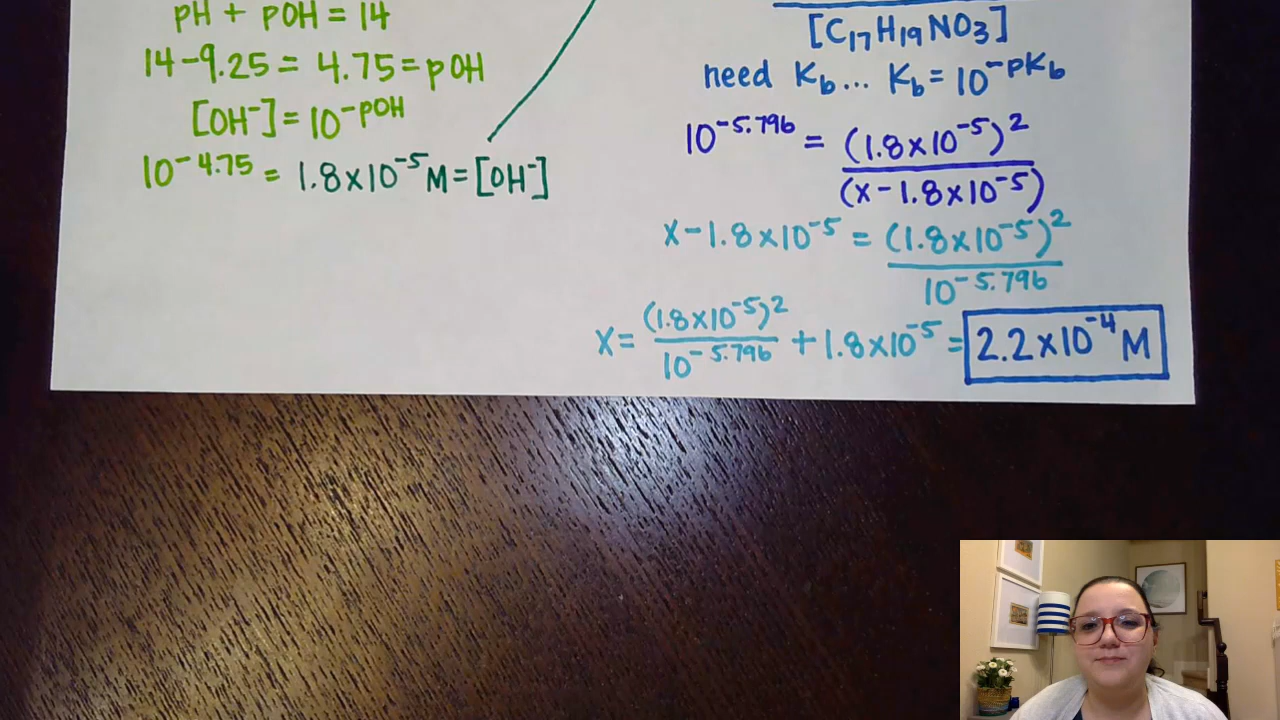 pH + pOH = 14
14-9.25 = 4.75 = pOH
[OH⁻] = 10⁻ᵖᴼᴴ
10⁻⁴·⁷⁵ = 1.8x10⁻⁵ M = [OH⁻]
[C₁₇H₁₉NO₃]
need K_b... K_b = 10^-pK_b
10^-5.796 = (1.8x10⁻⁵)²
(x-1.8x10⁻⁵)
x-1.8x10⁻⁵ = (1.8x10⁻⁵)²
10^-5.796
x = (1.8x10⁻⁵)² + 1.8x10⁻⁵ = 2.2x10⁻⁴ M
10^-5.796